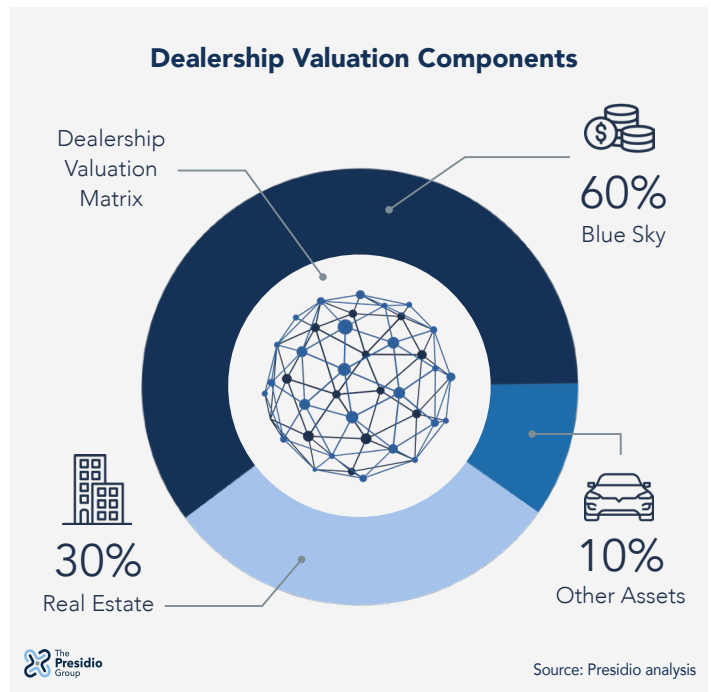 Dealership Valuation Components
Dealership
Valuation
Matrix
$
60%
Blue Sky
30%
Real Estate
10%
Other Assets
The
Presidio
Group
Source: Presidio analysis